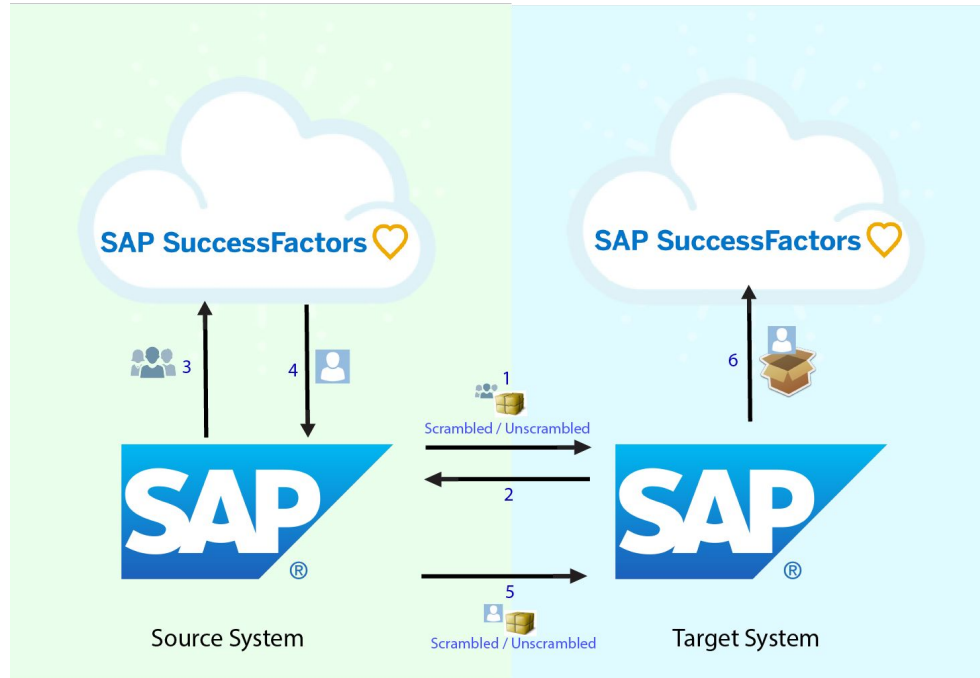 SAP SuccessFactors
SAP SuccessFactors
3
4
6
1
Scrambled / Unscrambled
2
SAP
®
SAP
®
5
Scrambled / Unscrambled
Source System
Target System